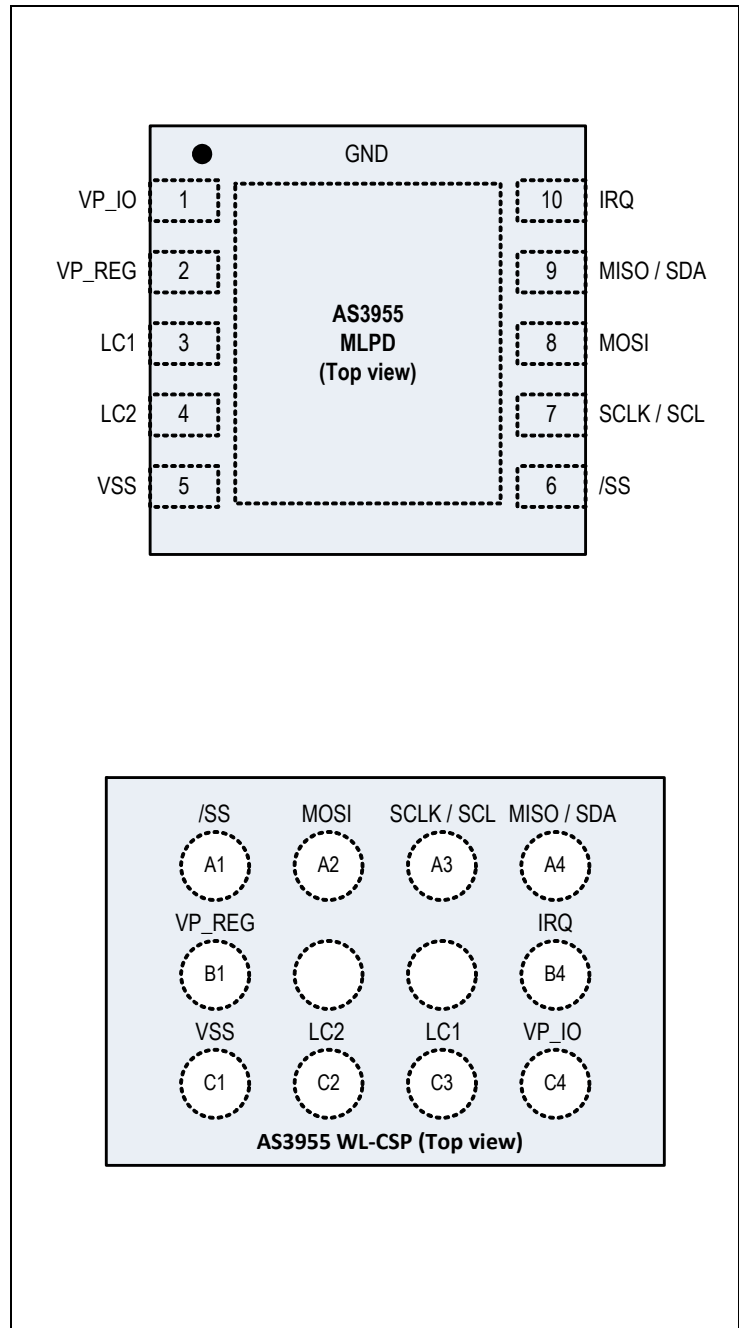 GND
VP_IO 1 10 IRQ
VP_REG 2 9 MISO / SDA
AS3955
MLPD
(Top view)
LC1 3 8 MOSI
LC2 4 7 SCLK / SCL
VSS 5 6 /SS
/SS MOSI SCLK / SCL MISO / SDA
A1 A2 A3 A4
VP_REG IRQ
B1 B4
VSS LC2 LC1 VP_IO
C1 C2 C3 C4
AS3955 WL-CSP (Top view)